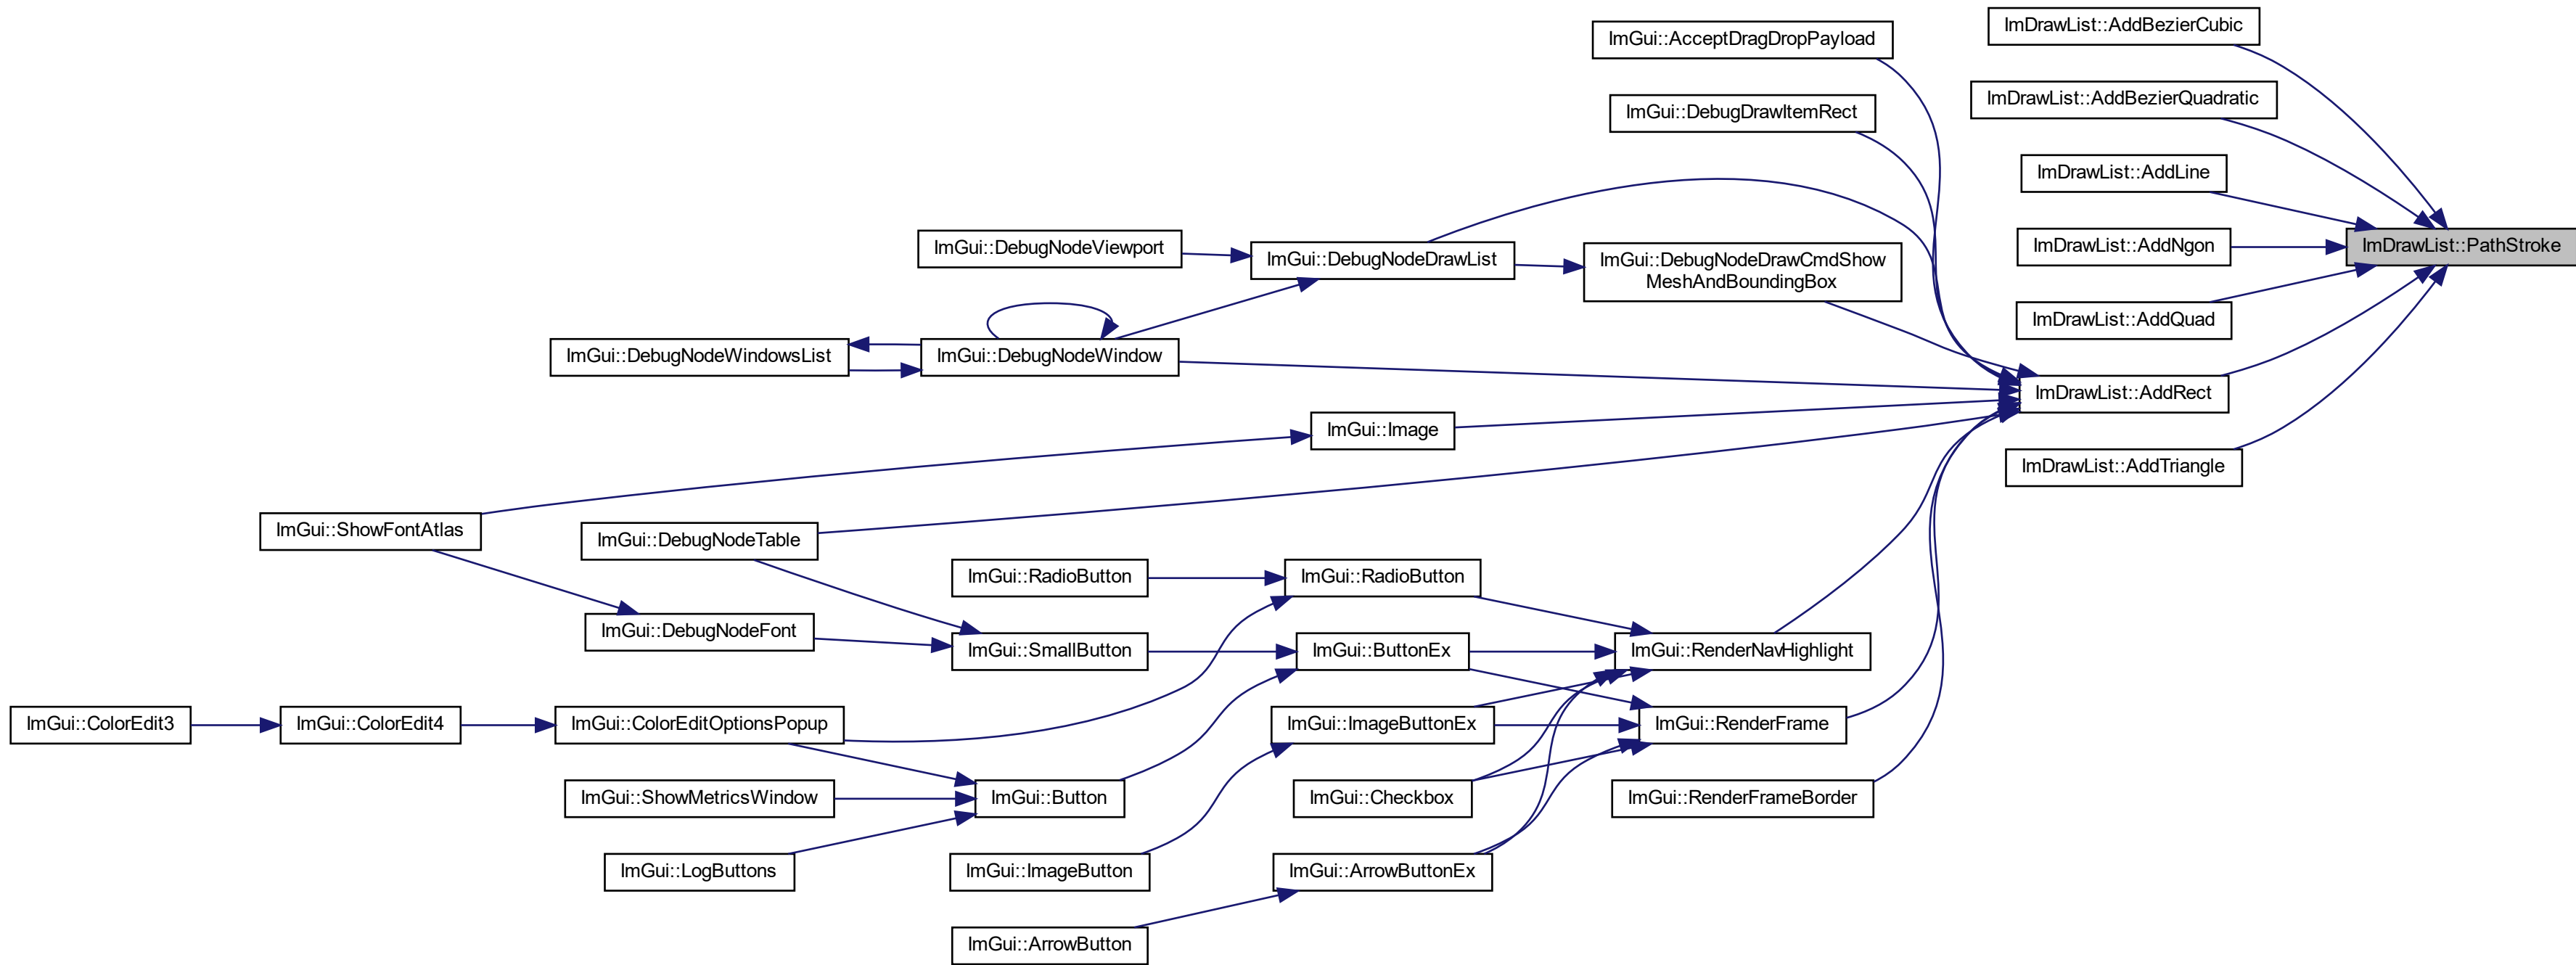 ImDrawList::AddBezierCubic
ImGui::AcceptDragDropPayload
ImDrawList::AddBezierQuadratic
ImGui::DebugDrawItemRect
ImDrawList::AddLine
ImGui::DebugNodeViewport
ImGui::DebugNodeDrawList
ImGui::DebugNodeDrawCmdShow
MeshAndBoundingBox
ImDrawList::AddNgon
ImDrawList::PathStroke
ImDrawList::AddQuad
ImGui::DebugNodeWindowsList
ImGui::DebugNodeWindow
ImDrawList::AddRect
ImGui::Image
ImDrawList::AddTriangle
ImGui::ShowFontAtlas
ImGui::DebugNodeTable
ImGui::RadioButton
ImGui::RadioButton
ImGui::DebugNodeFont
ImGui::SmallButton
ImGui::ButtonEx
ImGui::RenderNavHighlight
ImGui::ColorEdit3
ImGui::ColorEdit4
ImGui::ColorEditOptionsPopup
ImGui::ImageButtonEx
ImGui::RenderFrame
ImGui::ShowMetricsWindow
ImGui::Button
ImGui::Checkbox
ImGui::RenderFrameBorder
ImGui::LogButtons
ImGui::ImageButton
ImGui::ArrowButtonEx
ImGui::ArrowButton